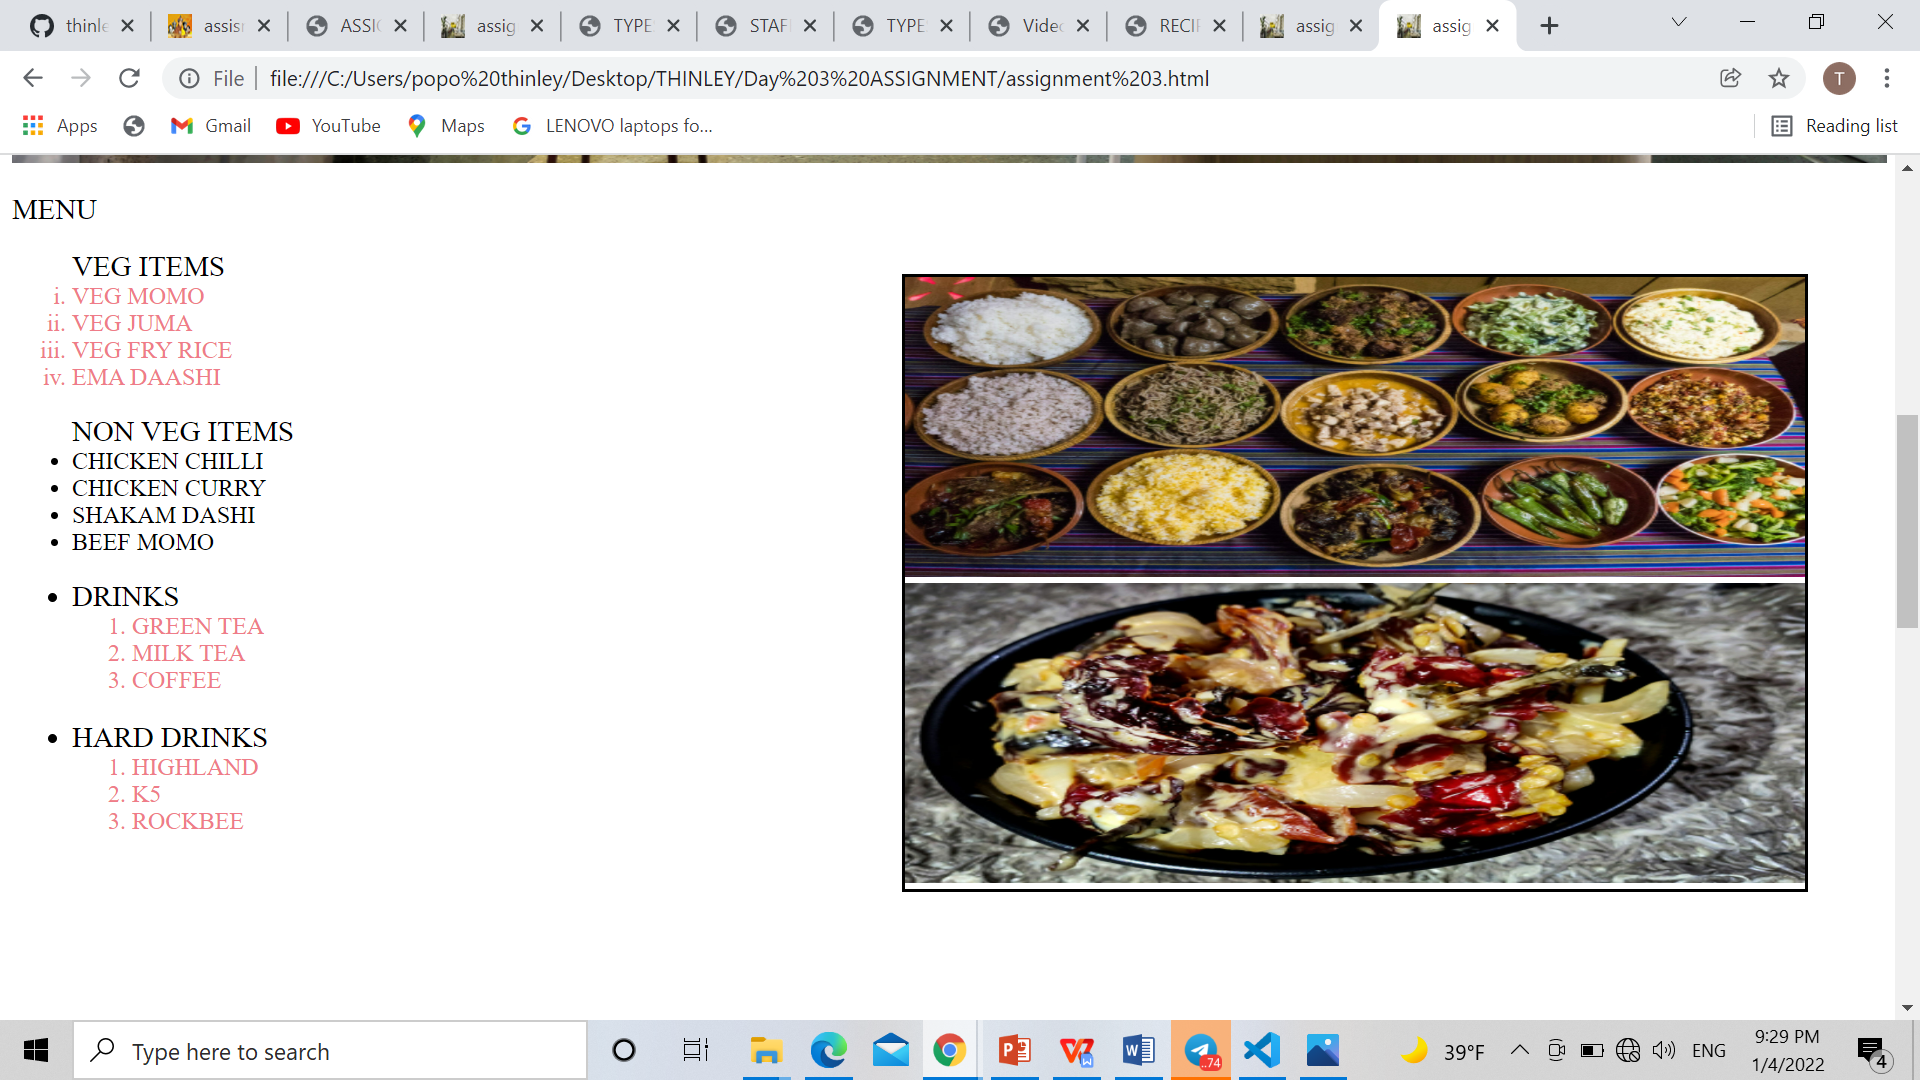 thinle
assisr
ASSIG
assig
TYPE
STAF
TYPE
Video
RECIP
assig
assig
File
file:///C:/Users/popo%20thinley/Desktop/THINLEY/Day%203%20ASSIGNMENT/assignment%203.html
T
Apps
Gmail
YouTube
Maps
LENOVO laptops fo...
Reading list
MENU
VEG ITEMS
i. VEG MOMO
ii. VEG JUMA
iii. VEG FRY RICE
iv. EMA DAASHI
NON VEG ITEMS
• CHICKEN CHILLI
• CHICKEN CURRY
• SHAKAM DASHI
• BEEF MOMO
• DRINKS
1. GREEN TEA
2. MILK TEA
3. COFFEE
• HARD DRINKS
1. HIGHLAND
2. K5
3. ROCKBEE
Type here to search
..74
39°F
ENG
9:29 PM
1/4/2022
4